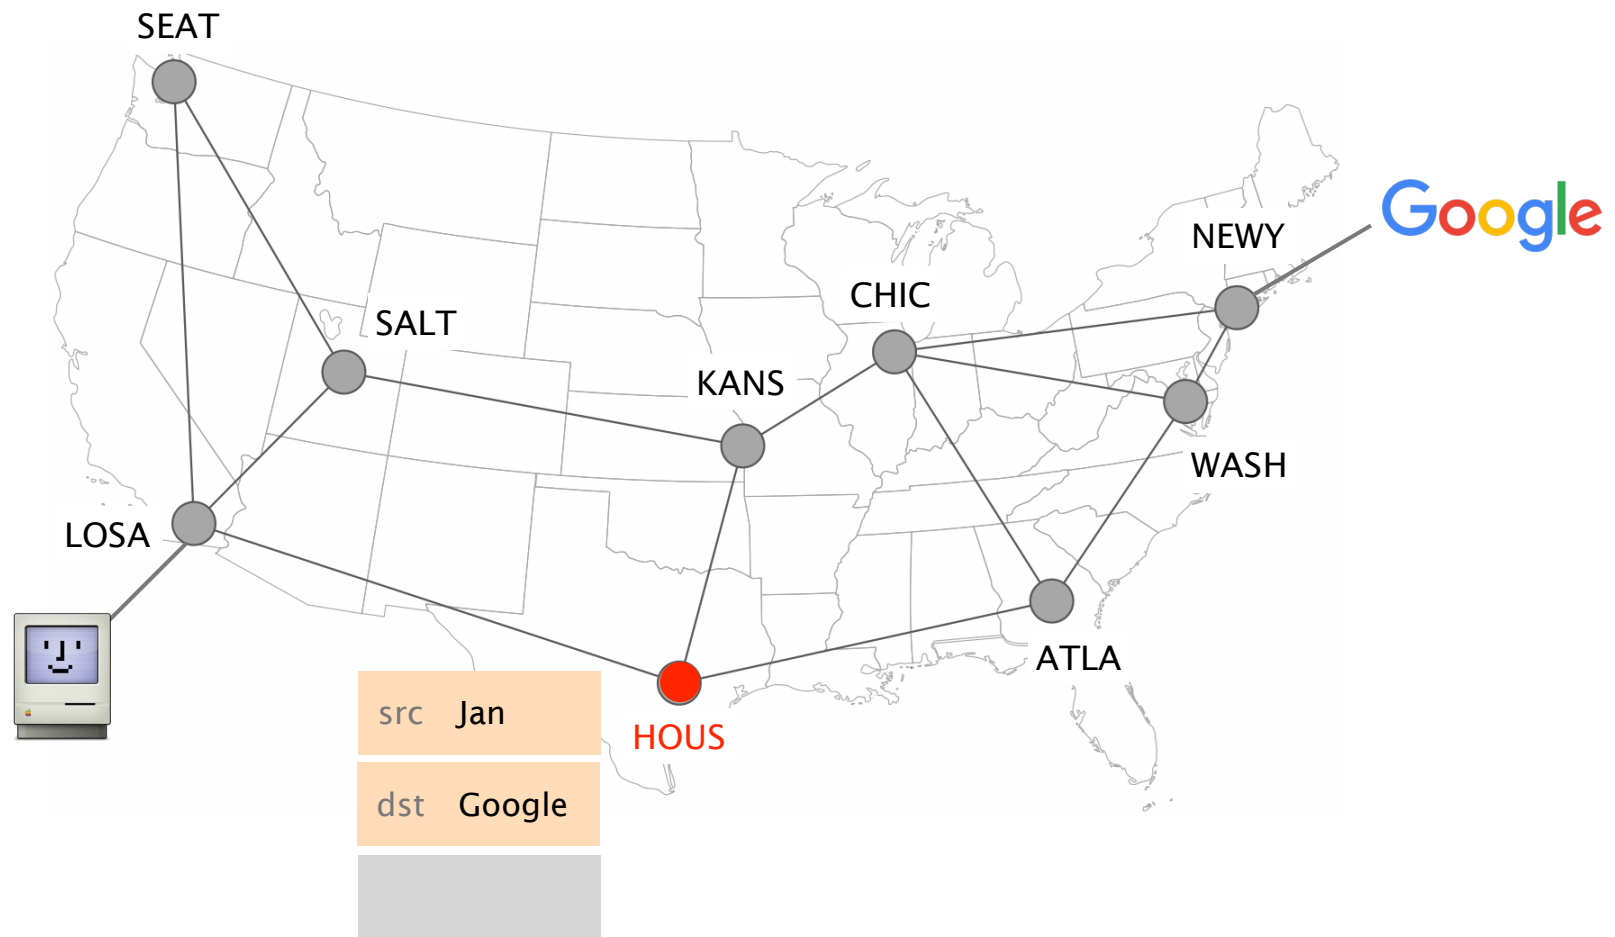 SEAT
Google
NEWY
CHIC
SALT
KANS
WASH
LOSA
ATLA
src Jan
HOUS
dst Google